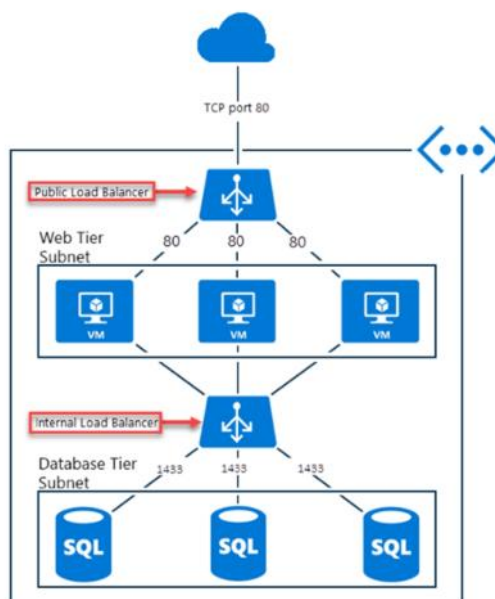 TCP port 80
Public Load Balancer
Web Tier
Subnet
80 80 80
VM VM VM
Internal Load Balancer
Database Tier
Subnet
1433 1433 1433
SQL SQL SQL